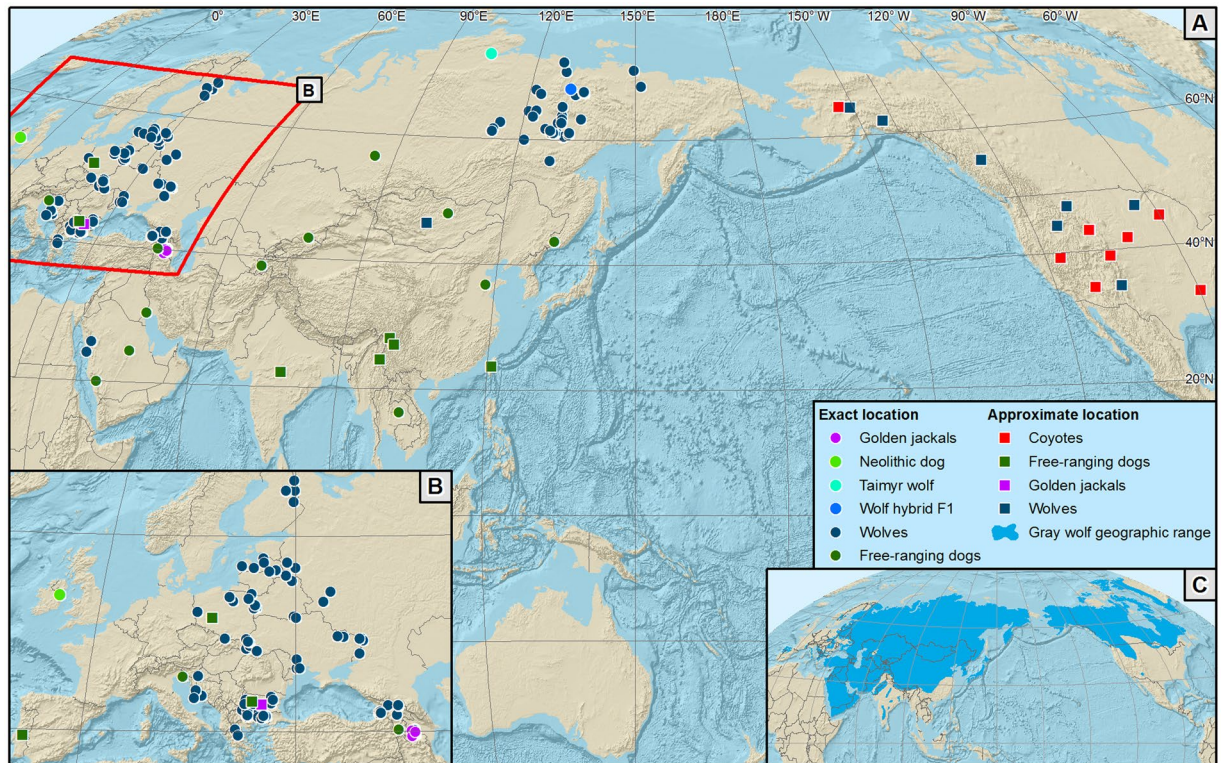 0°
30°E
60°E
90°E
120°E
150°E
180°
150°W
120°W
90°W
60°W
A
B
60°N
40°N
20°N
Exact location
Golden jackals
Neolithic dog
Taimyr wolf
Wolf hybrid F1
Wolves
Free-ranging dogs
Approximate location
Coyotes
Free-ranging dogs
Golden jackals
Wolves
Gray wolf geographic range
B
C